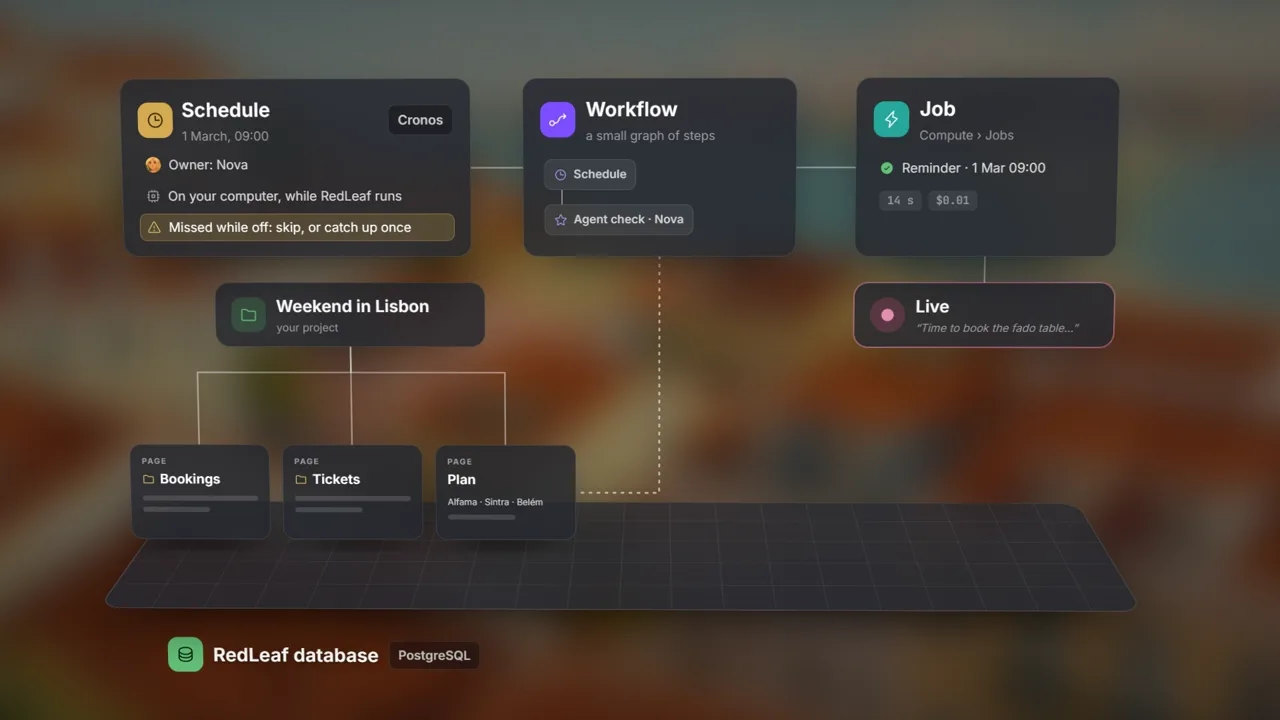 Schedule
1 March, 09:00
Cronos
Owner: Nova
On your computer, while RedLeaf runs
Missed while off: skip, or catch up once
Workflow
a small graph of steps
Schedule
Agent check · Nova
Job
Compute › Jobs
Reminder · 1 Mar 09:00
14 s
$0.01
Weekend in Lisbon
your project
Live
“Time to book the fado table…”
PAGE
Bookings
PAGE
Tickets
PAGE
Plan
Alfama · Sintra · Belém
RedLeaf database
PostgreSQL